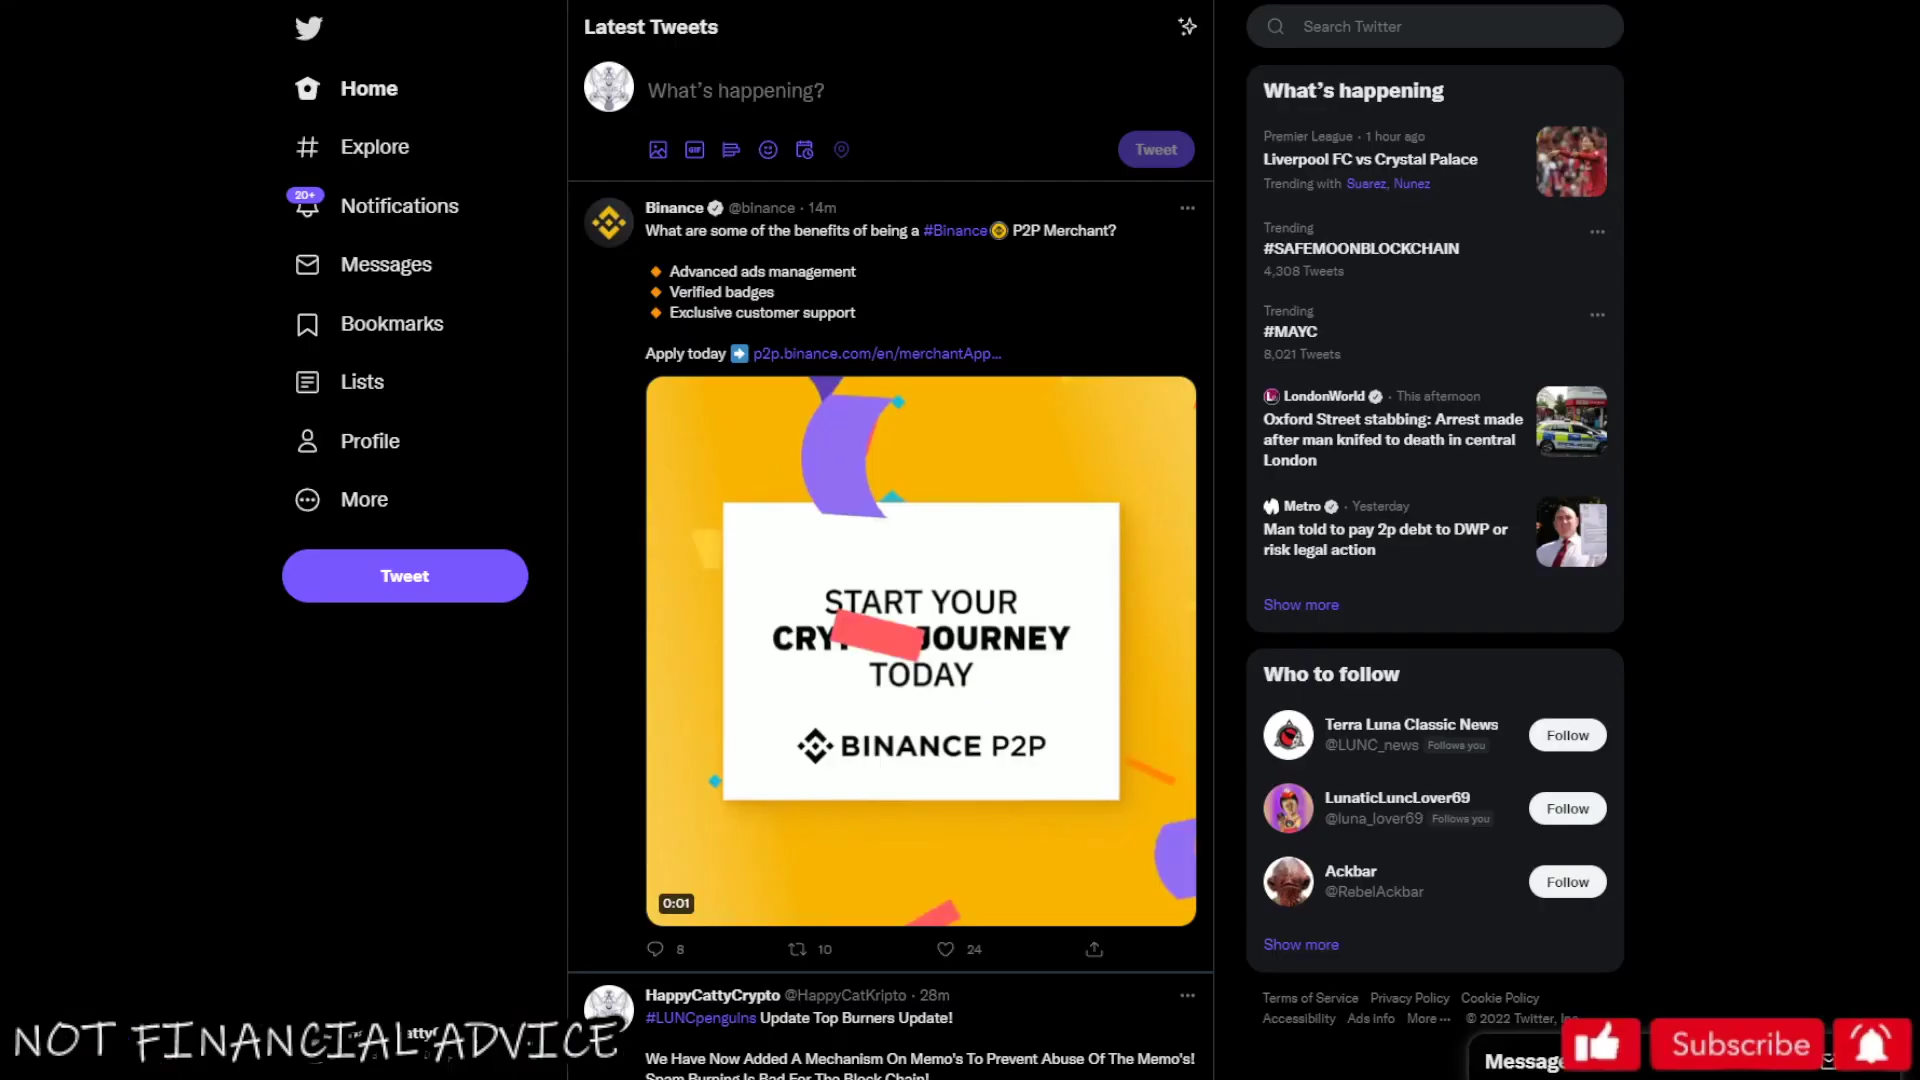 Home
Explore
20+
Notifications
Messages
Bookmarks
Lists
Profile
More
Tweet
Latest Tweets
What's happening?
GIF
Tweet
Binance @binance · 14m
What are some of the benefits of being a #Binance P2P Merchant?
Advanced ads management
Verified badges
Exclusive customer support
Apply today p2p.binance.com/en/merchantApp...
START YOUR
JOURNEY
TODAY
BINANCE P2P
0:01
8 10 24
HappyCattyCrypto @HappyCatKripto · 28m
#LUNCpenguins Update Top Burners Update!
We Have Now Added A Mechanism On Memo's To Prevent Abuse Of The Memo's!
Spam Burning Is Bad For The Block Chain!
Search Twitter
What's happening
Premier League · 1 hour ago
Liverpool FC vs Crystal Palace
Trending with Suarez, Nunez
Trending
#SAFEMOONBLOCKCHAIN
4,308 Tweets
Trending
#MAYC
8,021 Tweets
LondonWorld · This afternoon
Oxford Street stabbing: Arrest made
after man knifed to death in central
London
Metro · Yesterday
Man told to pay 2p debt to DWP or
risk legal action
Show more
Who to follow
Terra Luna Classic News
@LUNC_news Follows you
Follow
LunaticLuncLover69
@luna_lover69 Follows you
Follow
Ackbar
@RebelAckbar
Follow
Show more
Terms of Service Privacy Policy Cookie Policy
Accessibility Ads info More ··· © 2022 Twitter,
NOT FINANCIAL ADVICE
Subscribe